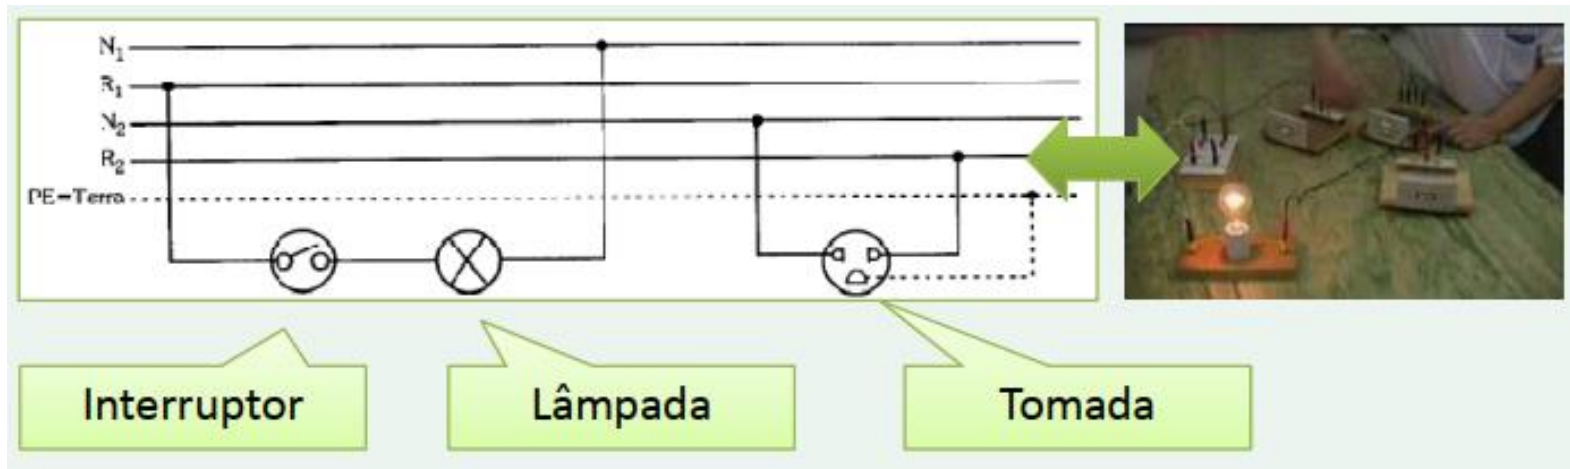 N₁
R₁
N₂
R₂
PE-Terra
Interruptor
Lâmpada
Tomada